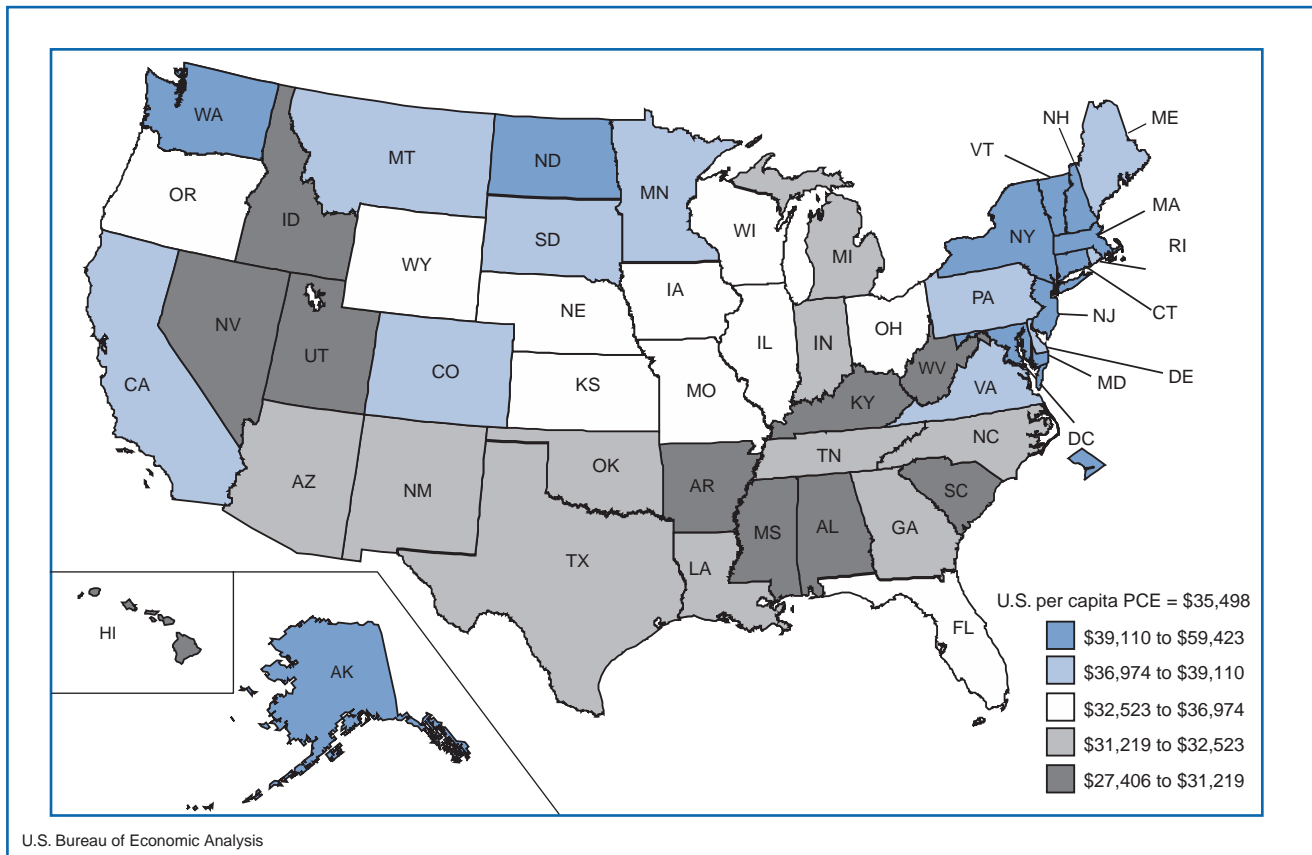 WA
MT
ND
MN
NH
ME
VT
OR
ID
SD
WI
NY
MA
WY
MI
RI
IA
PA
NE
NV
UT
IL
IN
OH
NJ
CT
CA
CO
KS
MO
WV
VA
DE
MD
KY
DC
NC
TN
OK
AZ
NM
AR
SC
MS
AL
GA
TX
LA
U.S. per capita PCE = $35,498
FL
HI
$39,110 to $59,423
AK
$36,974 to $39,110
$32,523 to $36,974
$31,219 to $32,523
$27,406 to $31,219
U.S. Bureau of Economic Analysis